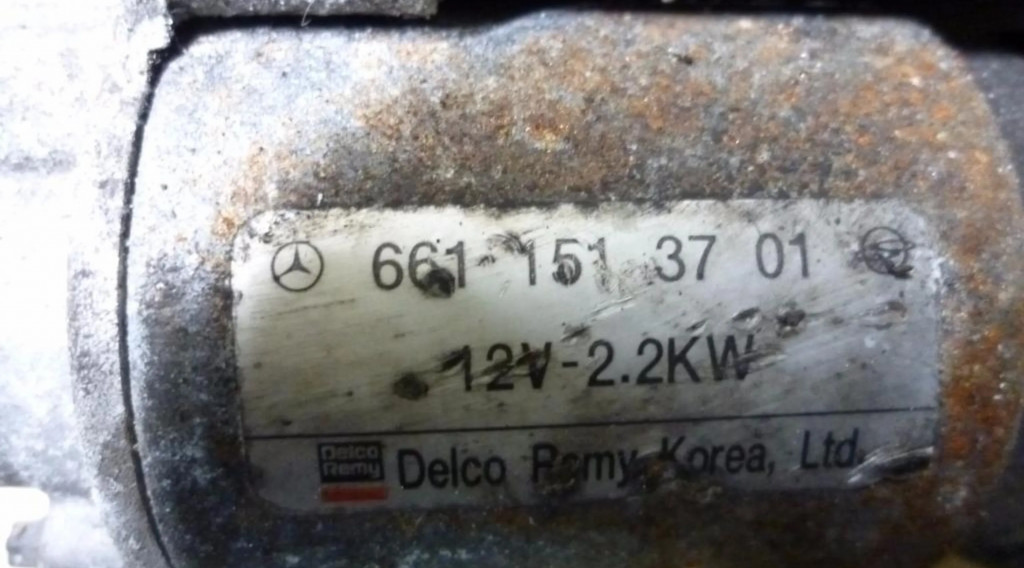 661 151 37 01
12V-2.2KW
Delco Remy Delco Remy Korea, Ltd.